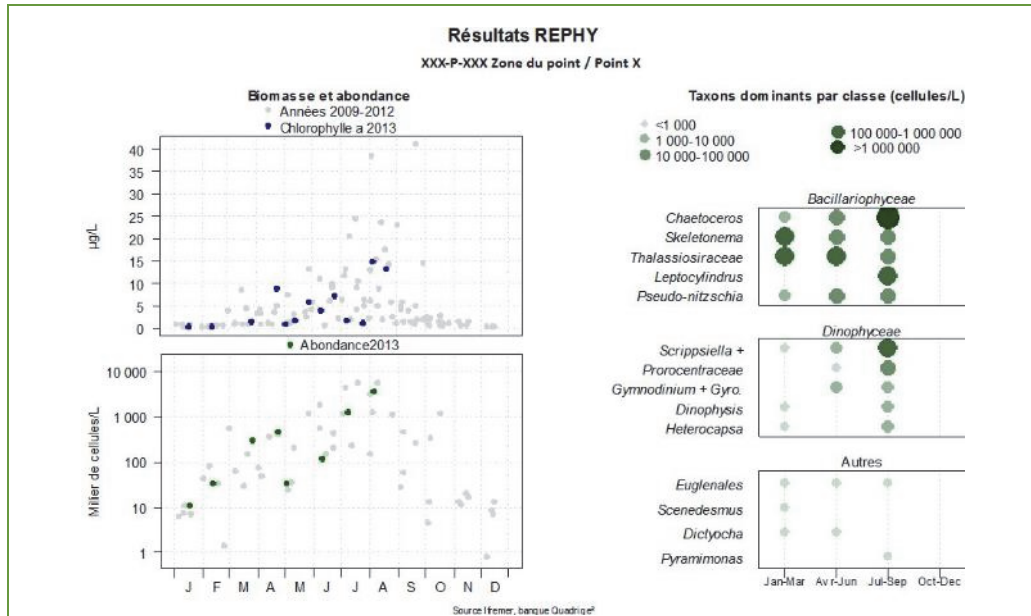 Résultats REPHY
XXX-P-XXX Zone du point / Point X
Biomasse et abondance
Années 2009-2012
Chlorophylle a 2013
µg/L
40
35
30
25
20
15
10
5
0
Abondance2013
Milier de cellules/L
10 000
1 000
100
10
1
J F M A M J J A S O N D
Taxons dominants par classe (cellules/L)
<1 000
1 000-10 000
10 000-100 000
100 000-1 000 000
>1 000 000
Bacillariophyceae
Chaetoceros
Skeletonema
Thalassiosiraceae
Leptocylindrus
Pseudo-nitzschia
Dinophyceae
Scrippsiella +
Prorocentraceae
Gymnodinium + Gyro.
Dinophysis
Heterocapsa
Autres
Euglenales
Scenedesmus
Dictyocha
Pyramimonas
Jan-Mar Avr-Jun Jul-Sep Oct-Dec
Source Ifremer, banque Quadrige²